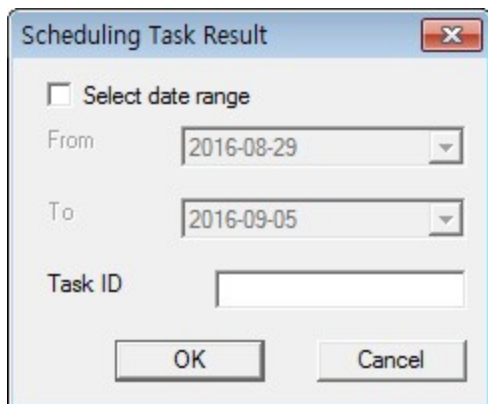 Scheduling Task Result
Select date range
From 2016-08-29
To 2016-09-05
Task ID
OK Cancel